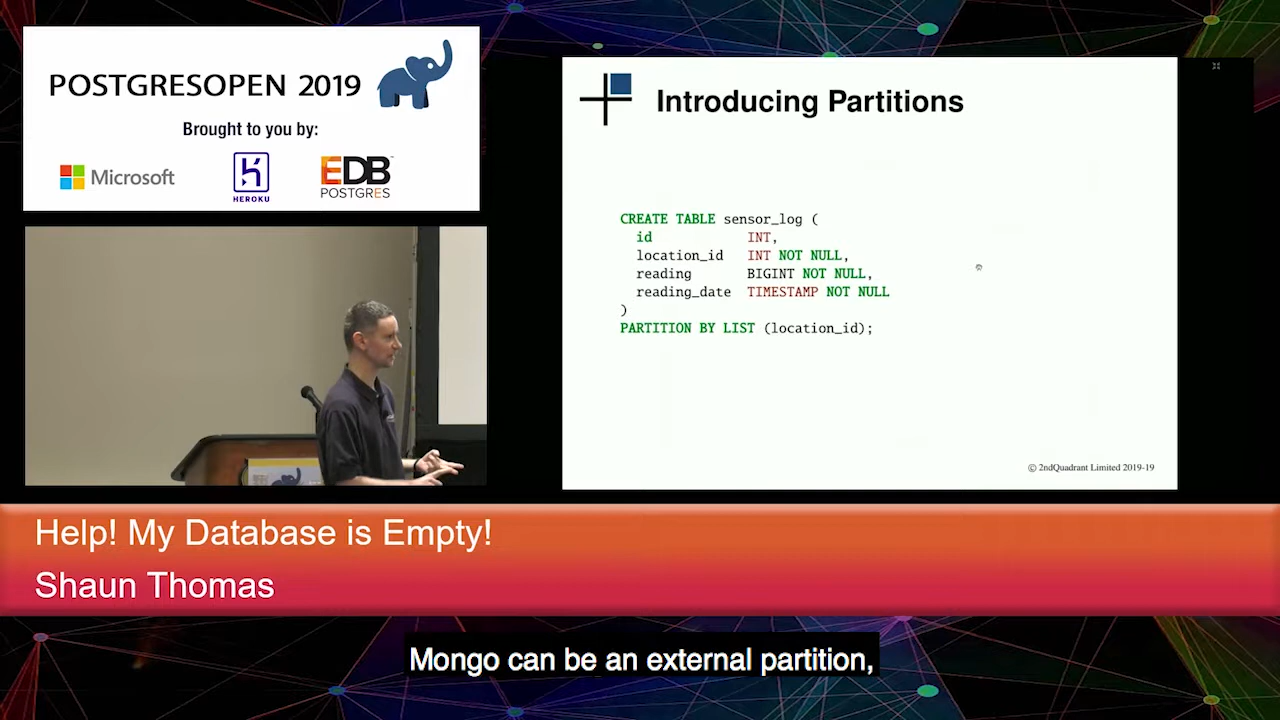 POSTGRESOPEN 2019
Brought to you by:
Microsoft
HEROKU
EDB
POSTGRES
Introducing Partitions
CREATE TABLE sensor_log (
id INT,
location_id INT NOT NULL,
reading BIGINT NOT NULL,
reading_date TIMESTAMP NOT NULL
)
PARTITION BY LIST (location_id);
© 2ndQuadrant Limited 2019-19
Help! My Database is Empty!
Shaun Thomas
Mongo can be an external partition,